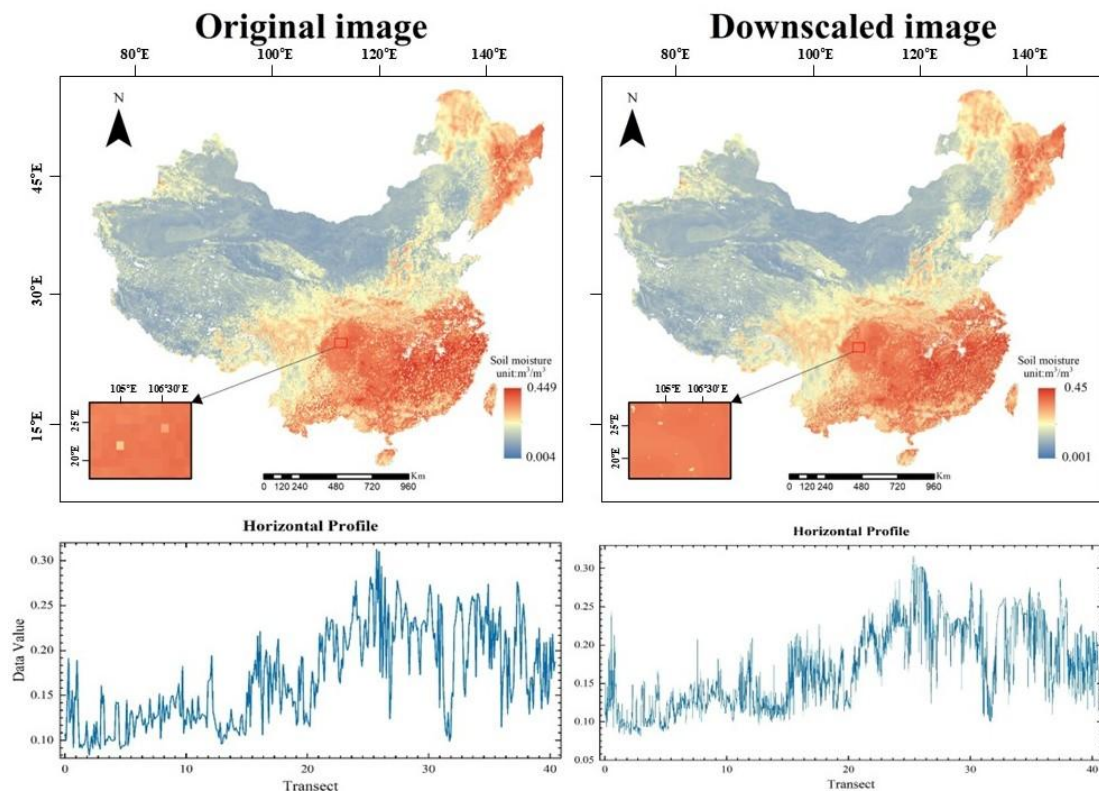 Original image
80°E 100°E 120°E 140°E
N
45°E
30°E
15°E
Soil moisture
unit:m³/m³
0.449
0.004
105°E 106°30′E
25°E
20°E
Km
0 120 240 480 720 960
Downscaled image
80°E 100°E 120°E 140°E
N
Soil moisture
unit:m³/m³
0.45
0.001
105°E 106°30′E
25°E
20°E
Km
0 120 240 480 720 960
Horizontal Profile
0.30
0.25
0.20
0.15
0.10
Data Value
0 10 20 30 40
Transect
Horizontal Profile
0.30
0.25
0.20
0.15
0.10
0.05
0 10 20 30 40
Transect